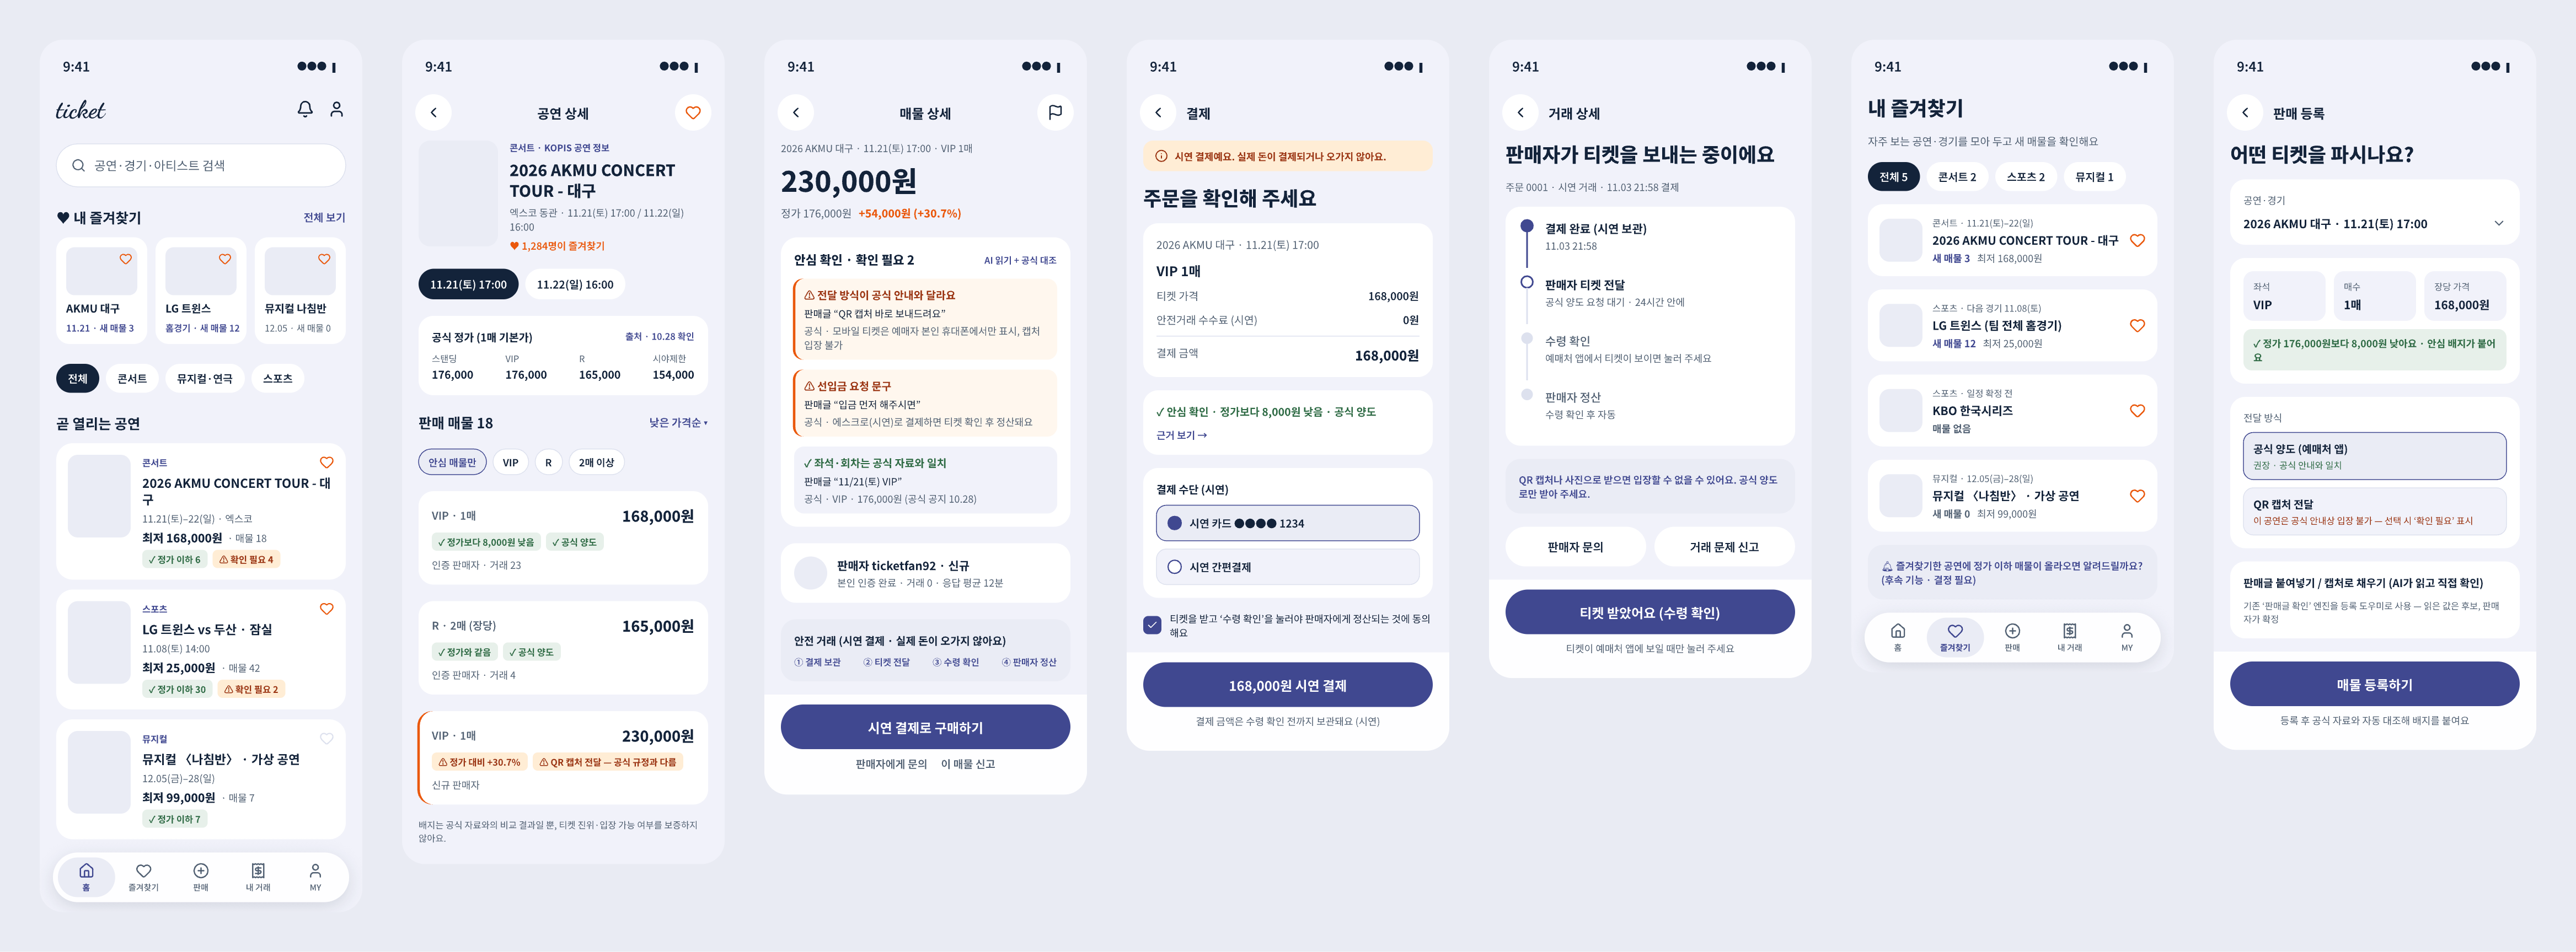 9:41
ticket
공연·경기·아티스트 검색
♥ 내 즐겨찾기
전체 보기
AKMU 대구
11.21 · 새 매물 3
LG 트윈스
홈경기 · 새 매물 12
뮤지컬 나침반
12.05 · 새 매물 0
전체
콘서트
뮤지컬·연극
스포츠
곧 열리는 공연
콘서트
2026 AKMU CONCERT TOUR - 대
구
11.21(토)–22(일) · 엑스코
최저 168,000원 · 매물 18
✓ 정가 이하 6
⚠ 확인 필요 4
스포츠
LG 트윈스 vs 두산 · 잠실
11.08(토) 14:00
최저 25,000원 · 매물 42
✓ 정가 이하 30
⚠ 확인 필요 2
뮤지컬
뮤지컬 〈나침반〉 · 가상 공연
12.05(금)–28(일)
최저 99,000원 · 매물 7
✓ 정가 이하 7
홈
즐겨찾기
판매
내 거래
MY
9:41
공연 상세
콘서트 · KOPIS 공연 정보
2026 AKMU CONCERT
TOUR - 대구
엑스코 동관 · 11.21(토) 17:00 / 11.22(일)
16:00
♥ 1,284명이 즐겨찾기
11.21(토) 17:00
11.22(일) 16:00
공식 정가 (1매 기본가)
출처 · 10.28 확인
스탠딩
VIP
R
시야제한
176,000
176,000
165,000
154,000
판매 매물 18
낮은 가격순 ▾
안심 매물만
VIP
R
2매 이상
VIP · 1매
168,000원
✓ 정가보다 8,000원 낮음
✓ 공식 양도
인증 판매자 · 거래 23
R · 2매 (장당)
165,000원
✓ 정가와 같음
✓ 공식 양도
인증 판매자 · 거래 4
VIP · 1매
230,000원
⚠ 정가 대비 +30.7%
⚠ QR 캡처 전달 — 공식 규정과 다름
신규 판매자
배지는 공식 자료와의 비교 결과일 뿐, 티켓 진위·입장 가능 여부를 보증하지
않아요.
9:41
매물 상세
2026 AKMU 대구 · 11.21(토) 17:00 · VIP 1매
230,000원
정가 176,000원 +54,000원 (+30.7%)
안심 확인 · 확인 필요 2
AI 읽기 + 공식 대조
⚠ 전달 방식이 공식 안내와 달라요
판매글 “QR 캡처 바로 보내드려요”
공식 · 모바일 티켓은 예매자 본인 휴대폰에서만 표시, 캡처
입장 불가
⚠ 선입금 요청 문구
판매글 “입금 먼저 해주시면”
공식 · 에스크로(시연)로 결제하면 티켓 확인 후 정산돼요
✓ 좌석·회차는 공식 자료와 일치
판매글 “11/21(토) VIP”
공식 · VIP · 176,000원 (공식 공지 10.28)
판매자 ticketfan92 · 신규
본인 인증 완료 · 거래 0 · 응답 평균 12분
안전 거래 (시연 결제 · 실제 돈이 오가지 않아요)
① 결제 보관
② 티켓 전달
③ 수령 확인
④ 판매자 정산
시연 결제로 구매하기
판매자에게 문의
이 매물 신고
9:41
결제
시연 결제예요. 실제 돈이 결제되거나 오가지 않아요.
주문을 확인해 주세요
2026 AKMU 대구 · 11.21(토) 17:00
VIP 1매
티켓 가격
168,000원
안전거래 수수료 (시연)
0원
결제 금액
168,000원
✓ 안심 확인 · 정가보다 8,000원 낮음 · 공식 양도
근거 보기 →
결제 수단 (시연)
시연 카드 ●●●● 1234
시연 간편결제
티켓을 받고 ‘수령 확인’을 눌러야 판매자에게 정산되는 것에 동의
해요
168,000원 시연 결제
결제 금액은 수령 확인 전까지 보관돼요 (시연)
9:41
거래 상세
판매자가 티켓을 보내는 중이에요
주문 0001 · 시연 거래 · 11.03 21:58 결제
결제 완료 (시연 보관)
11.03 21:58
판매자 티켓 전달
공식 양도 요청 대기 · 24시간 안에
수령 확인
예매처 앱에서 티켓이 보이면 눌러 주세요
판매자 정산
수령 확인 후 자동
QR 캡처나 사진으로 받으면 입장할 수 없을 수 있어요. 공식 양도
로만 받아 주세요.
판매자 문의
거래 문제 신고
티켓 받았어요 (수령 확인)
티켓이 예매처 앱에 보일 때만 눌러 주세요
9:41
내 즐겨찾기
자주 보는 공연·경기를 모아 두고 새 매물을 확인해요
전체 5
콘서트 2
스포츠 2
뮤지컬 1
콘서트 · 11.21(토)–22(일)
2026 AKMU CONCERT TOUR - 대구
새 매물 3 최저 168,000원
스포츠 · 다음 경기 11.08(토)
LG 트윈스 (팀 전체 홈경기)
새 매물 12 최저 25,000원
스포츠 · 일정 확정 전
KBO 한국시리즈
매물 없음
뮤지컬 · 12.05(금)–28(일)
뮤지컬 〈나침반〉 · 가상 공연
새 매물 0 최저 99,000원
🔔 즐겨찾기한 공연에 정가 이하 매물이 올라오면 알려드릴까요?
(후속 기능 · 결정 필요)
홈
즐겨찾기
판매
내 거래
MY
9:41
판매 등록
어떤 티켓을 파시나요?
공연·경기
2026 AKMU 대구 · 11.21(토) 17:00
좌석
VIP
매수
1매
장당 가격
168,000원
✓ 정가 176,000원보다 8,000원 낮아요 · 안심 배지가 붙어
요
전달 방식
공식 양도 (예매처 앱)
권장 · 공식 안내와 일치
QR 캡처 전달
이 공연은 공식 안내상 입장 불가 — 선택 시 ‘확인 필요’ 표시
판매글 붙여넣기 / 캡처로 채우기 (AI가 읽고 직접 확인)
기존 ‘판매글 확인’ 엔진을 등록 도우미로 사용 — 읽은 값은 후보, 판매
자가 확정
매물 등록하기
등록 후 공식 자료와 자동 대조해 배지를 붙여요